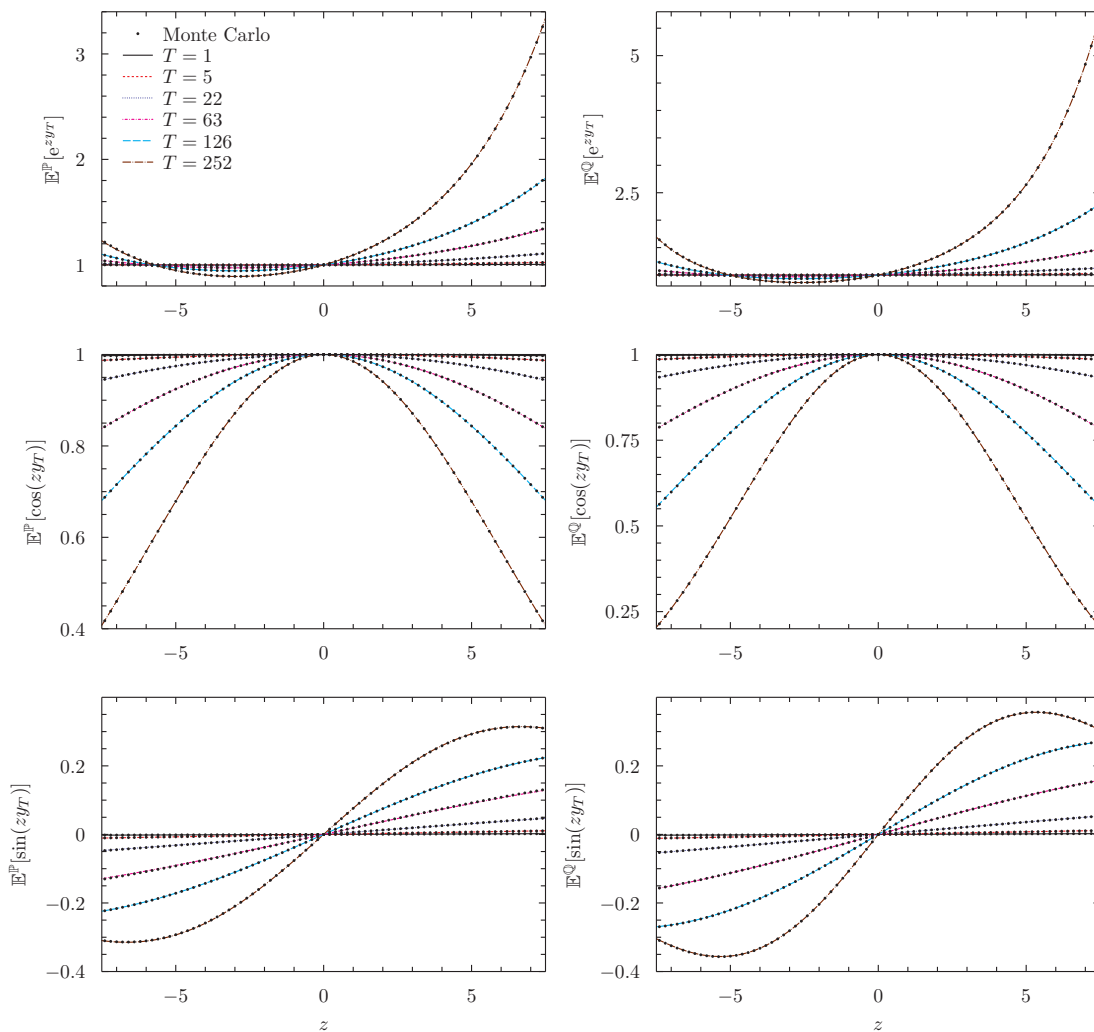 3
2
1
−5
0
5
𝔼^ℙ[e^{zy_T}]
Monte Carlo
T = 1
T = 5
T = 22
T = 63
T = 126
T = 252
5
2.5
−5
0
5
𝔼^ℚ[e^{zy_T}]
1
0.8
0.6
0.4
−5
0
5
𝔼^ℙ[cos(zy_T)]
1
0.75
0.5
0.25
−5
0
5
𝔼^ℚ[cos(zy_T)]
0.2
0
−0.2
−0.4
−5
0
5
𝔼^ℙ[sin(zy_T)]
z
0.2
0
−0.2
−0.4
−5
0
5
𝔼^ℚ[sin(zy_T)]
z